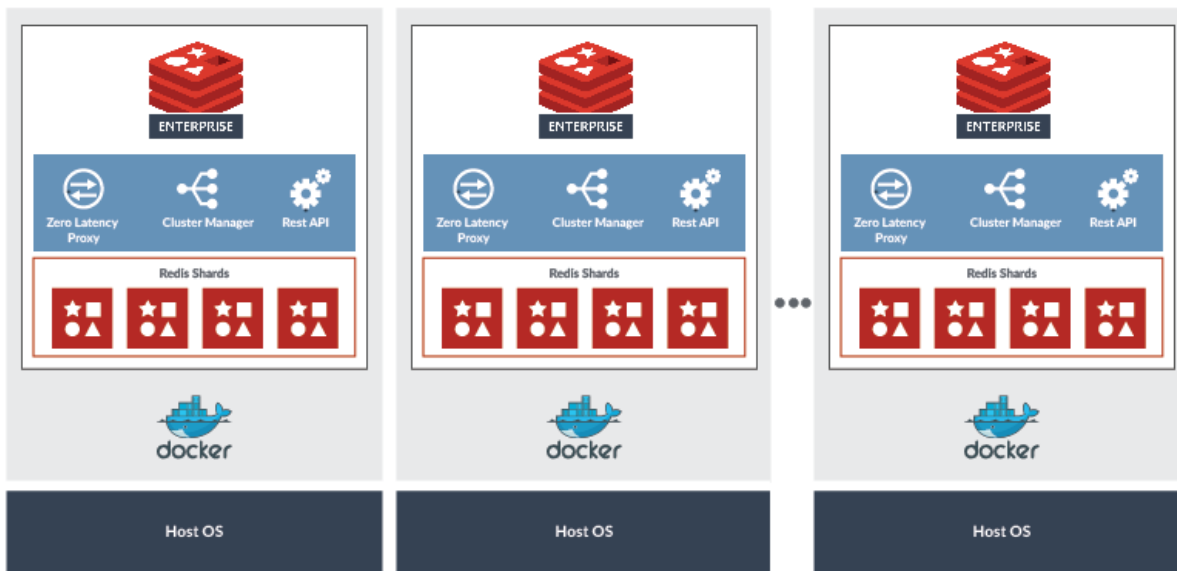 ENTERPRISE
Zero Latency
Proxy
Cluster Manager
Rest API
Redis Shards
docker
Host OS
ENTERPRISE
Zero Latency
Proxy
Cluster Manager
Rest API
Redis Shards
docker
Host OS
ENTERPRISE
Zero Latency
Proxy
Cluster Manager
Rest API
Redis Shards
docker
Host OS